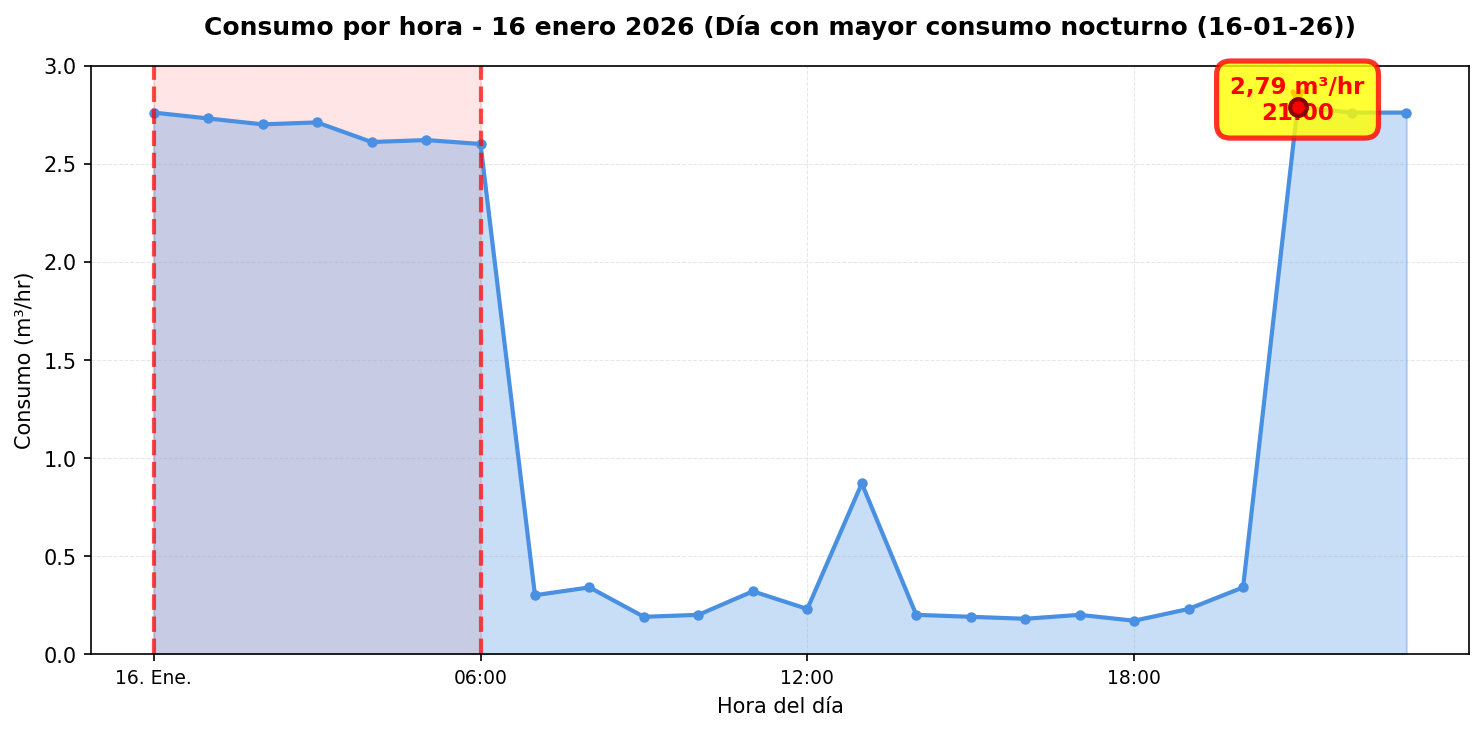 Consumo por hora - 16 enero 2026 (Día con mayor consumo nocturno (16-01-26))
3.0
2.5
2.0
1.5
1.0
0.5
0.0
Consumo (m³/hr)
2,79 m³/hr
21:00
16. Ene.
06:00
12:00
18:00
Hora del día